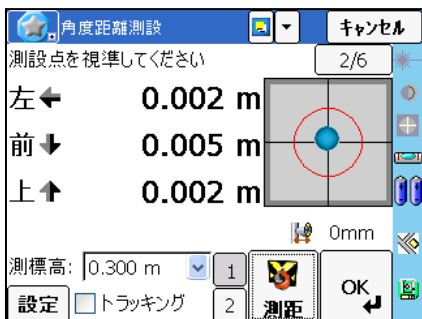 角度距離測設 キャンセル
測設点を視準してください 2/6
左← 0.002 m
前↓ 0.005 m
上↑ 0.002 m
0mm
測標高: 0.300 m 1
設定 トラッキング 2 測距 OK